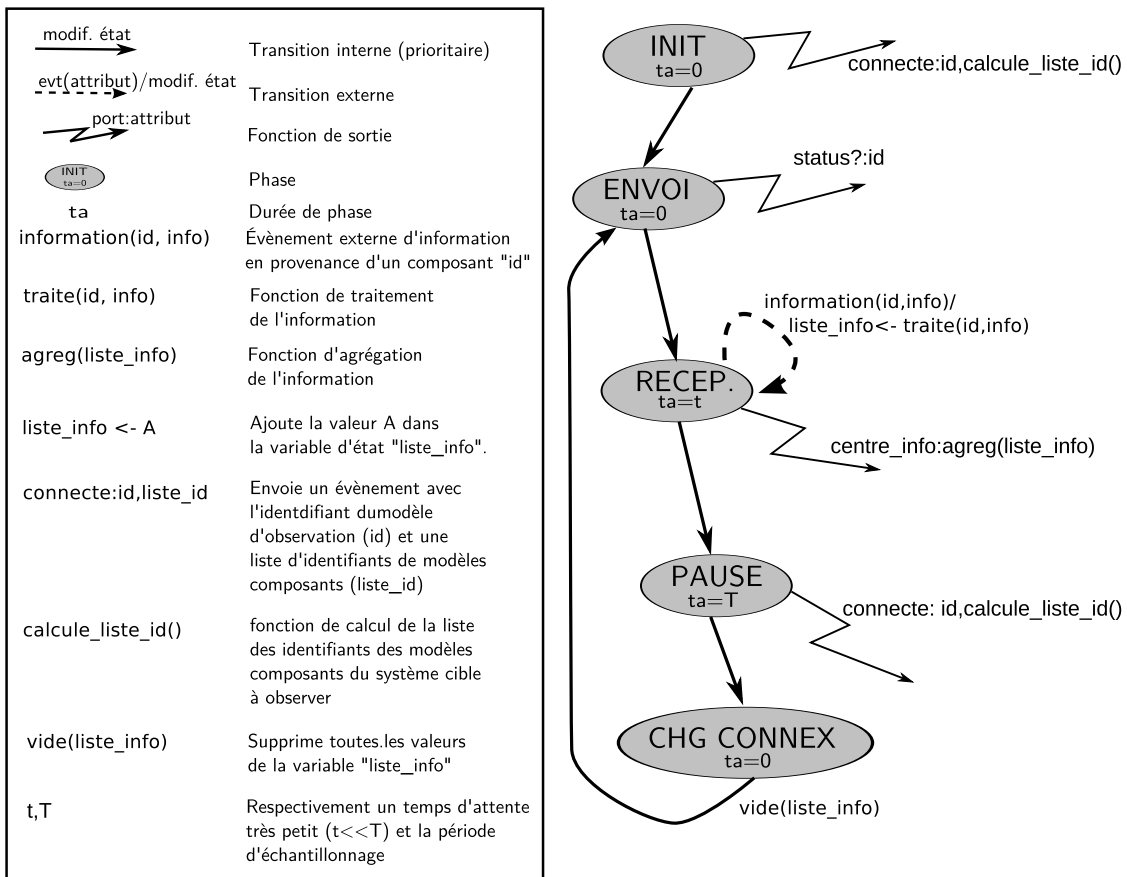 modif. état
Transition interne (prioritaire)
evt(attribut)/modif. état
Transition externe
port:attribut
Fonction de sortie
INIT
ta=0
Phase
ta
Durée de phase
information(id, info)
Évènement externe d'information
en provenance d'un composant "id"
traite(id, info)
Fonction de traitement
de l'information
agreg(liste_info)
Fonction d'agrégation
de l'information
liste_info <- A
Ajoute la valeur A dans
la variable d'état "liste_info".
connecte:id,liste_id
Envoie un évènement avec
l'identdifiant dumodèle
d'observation (id) et une
liste d'identifiants de modèles
composants (liste_id)
calcule_liste_id()
fonction de calcul de la liste
des identifiants des modèles
composants du système cible
à observer
vide(liste_info)
Supprime toutes.les valeurs
de la variable "liste_info"
t,T
Respectivement un temps d'attente
très petit (t<<T) et la période
d'échantillonnage
INIT
ta=0
connecte:id,calcule_liste_id()
ENVOI
ta=0
status?:id
information(id,info)/
liste_info<- traite(id,info)
RECEP.
ta=t
centre_info:agreg(liste_info)
PAUSE
ta=T
connecte: id,calcule_liste_id()
CHG CONNEX
ta=0
vide(liste_info)